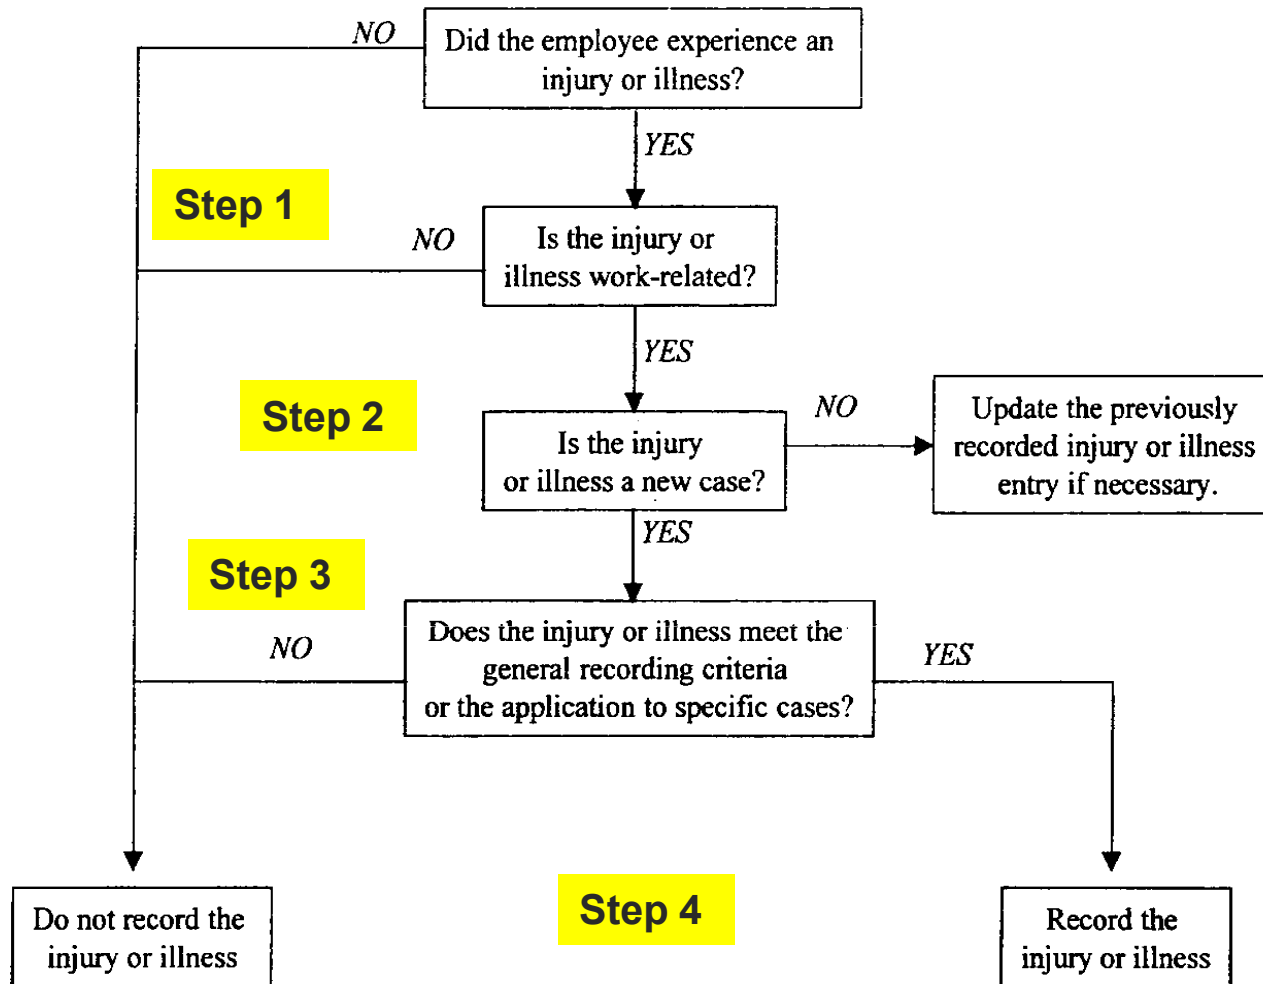 NO
Did the employee experience an
injury or illness?
YES
Step 1
NO
Is the injury or
illness work-related?
YES
Step 2
Is the injury
or illness a new case?
NO
Update the previously
recorded injury or illness
entry if necessary.
YES
Step 3
NO
Does the injury or illness meet the
general recording criteria
or the application to specific cases?
YES
Do not record the
injury or illness
Step 4
Record the
injury or illness